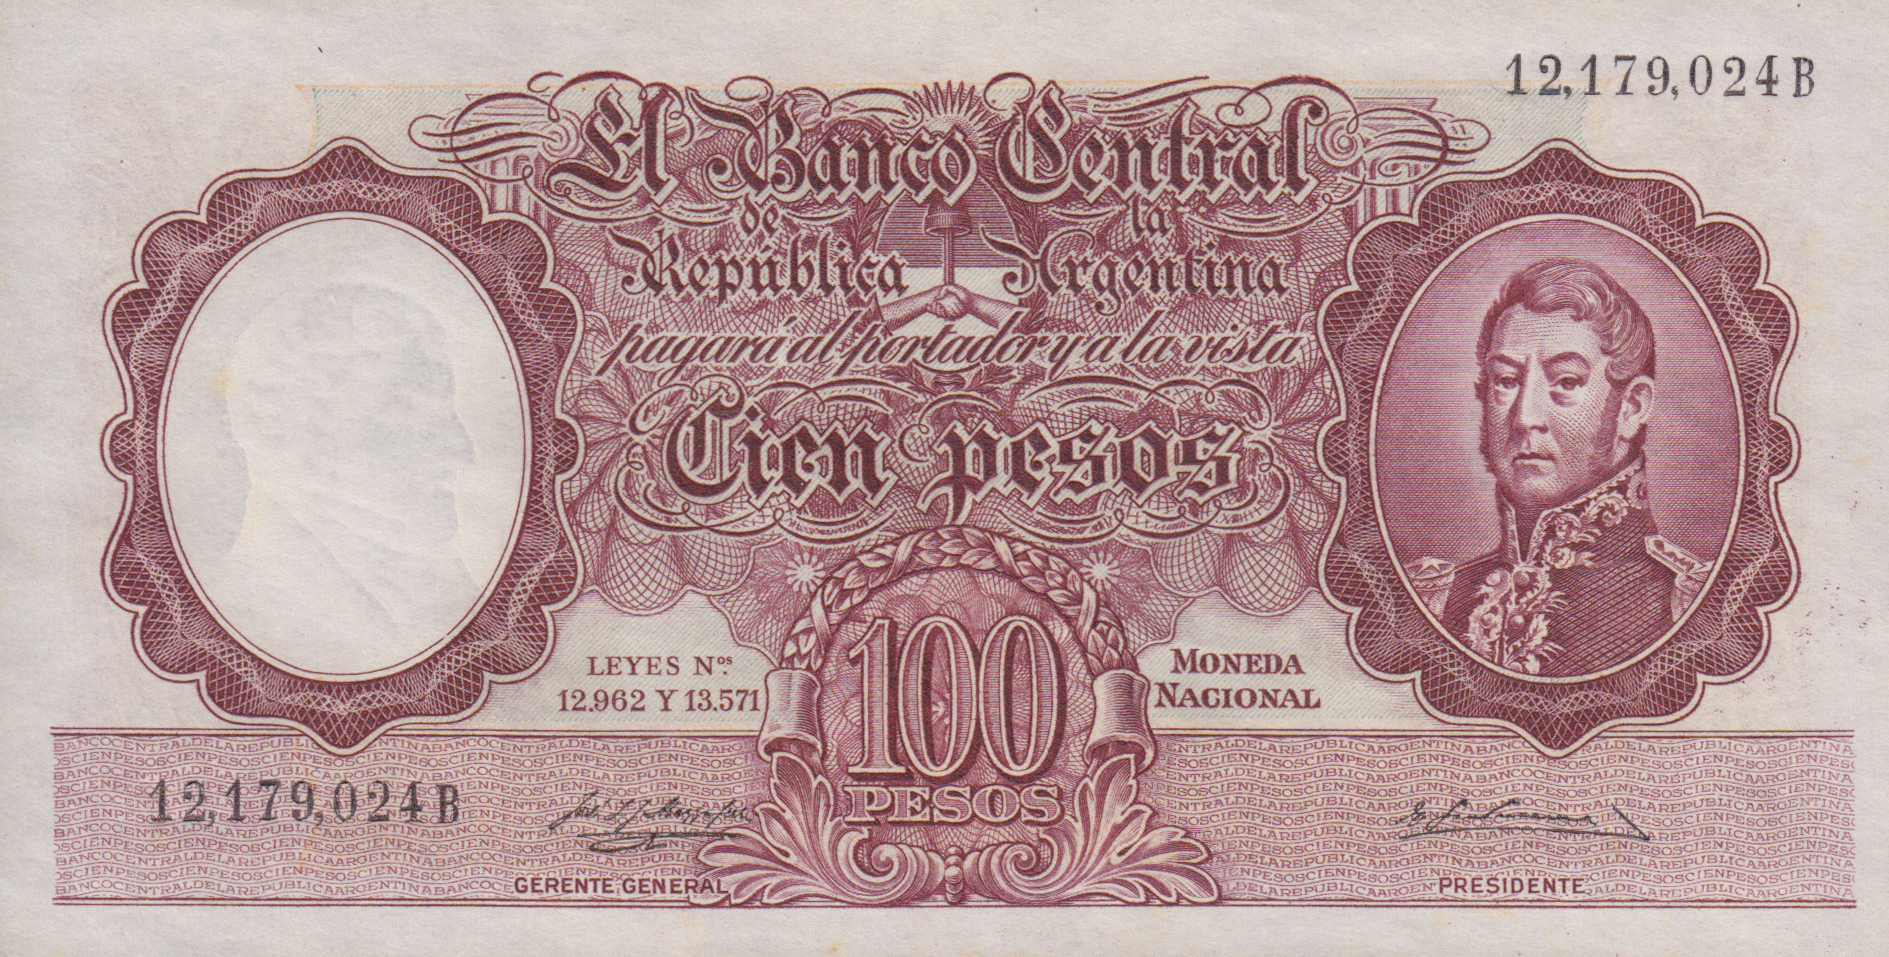 12,179,024 B
El Banco Central
de la
República Argentina
pagará al portador y a la vista
Cien pesos
LEYES Nos.
12.962 Y 13.571
100
PESOS
MONEDA
NACIONAL
12,179,024 B
GERENTE GENERAL
PRESIDENTE